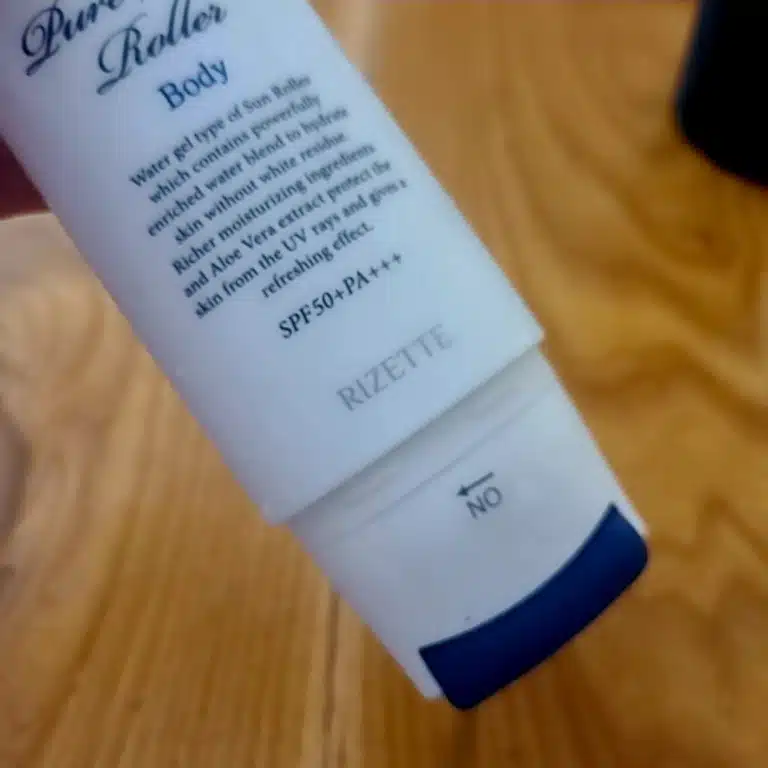 Pure
Roller
Body
Water gel type of Sun Roller
which contains powerfully
enriched water blend to hydrate
skin without white residue.
Richer moisturizing ingredients
and Aloe Vera extract protect the
skin from the UV rays and gives a
refreshing effect.
SPF50+PA+++
RIZETTE
NO